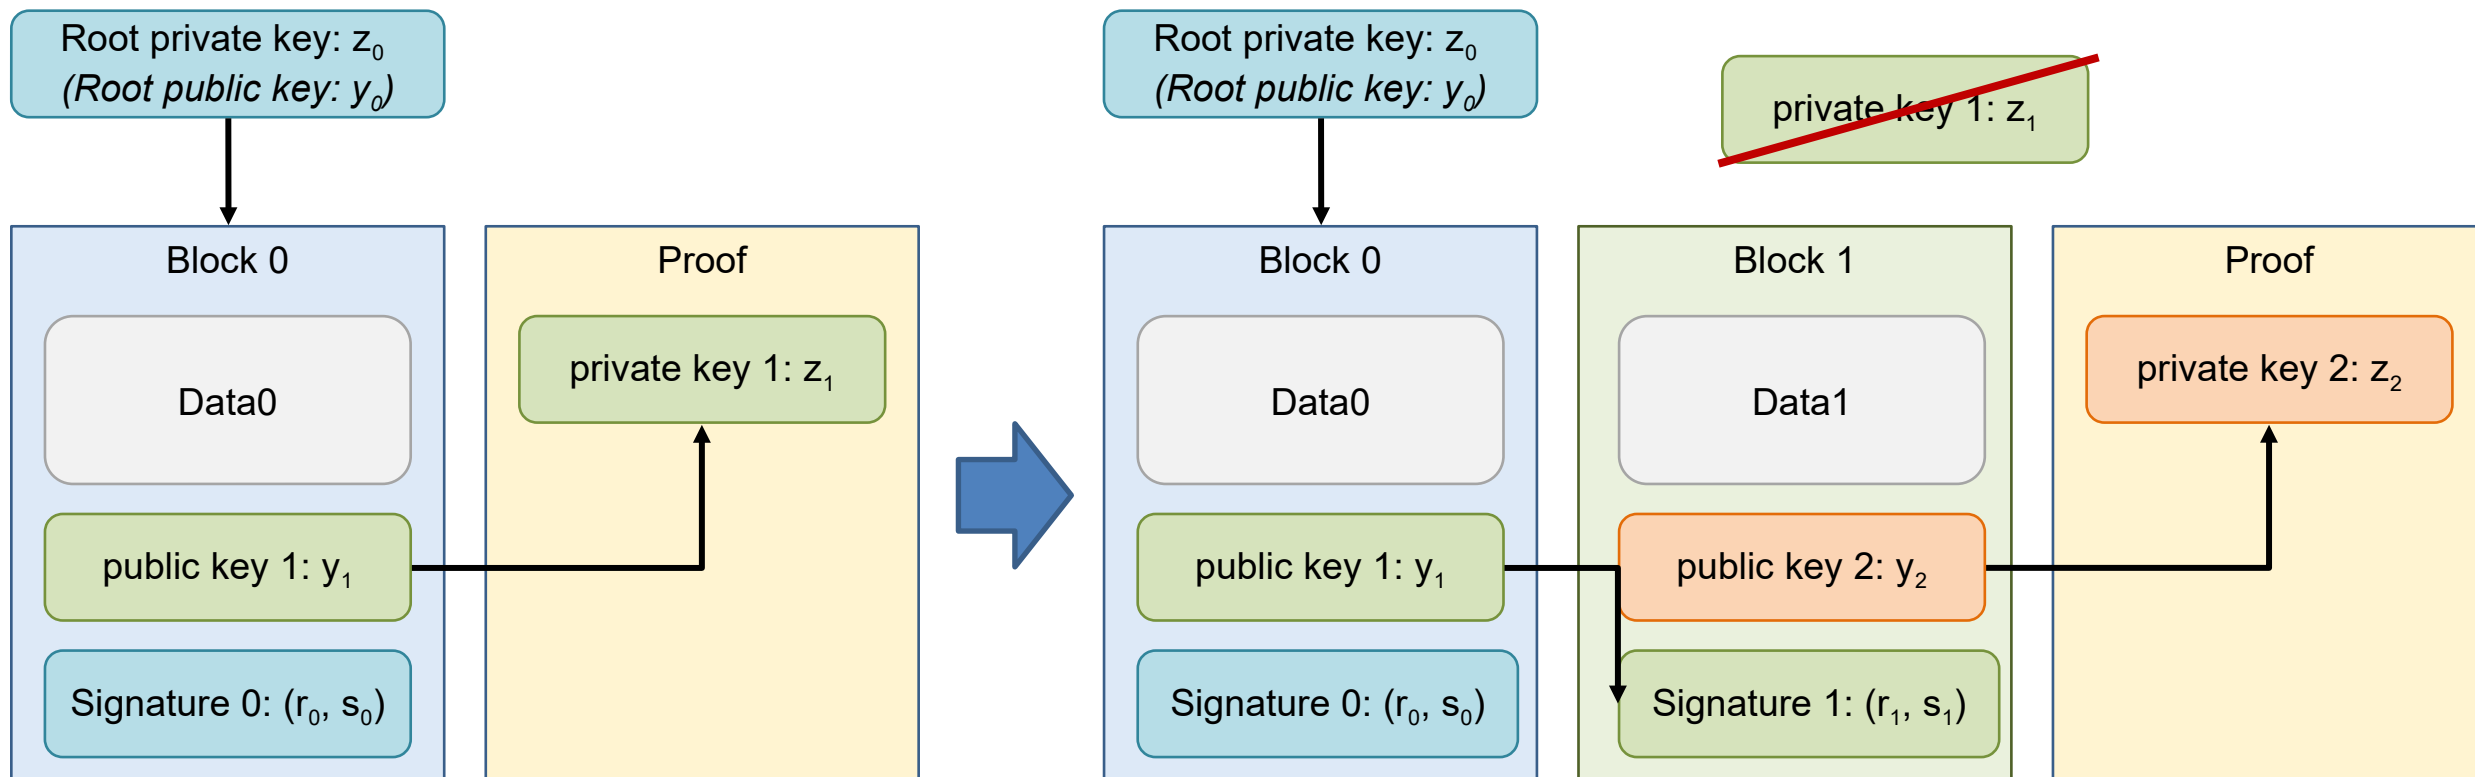 Root private key: z₀
(Root public key: y₀)
Block 0
Data0
public key 1: y₁
Signature 0: (r₀, s₀)
Proof
private key 1: z₁
Root private key: z₀
(Root public key: y₀)
private key 1: z₁
Block 0
Data0
public key 1: y₁
Signature 0: (r₀, s₀)
Block 1
Data1
public key 2: y₂
Signature 1: (r₁, s₁)
Proof
private key 2: z₂